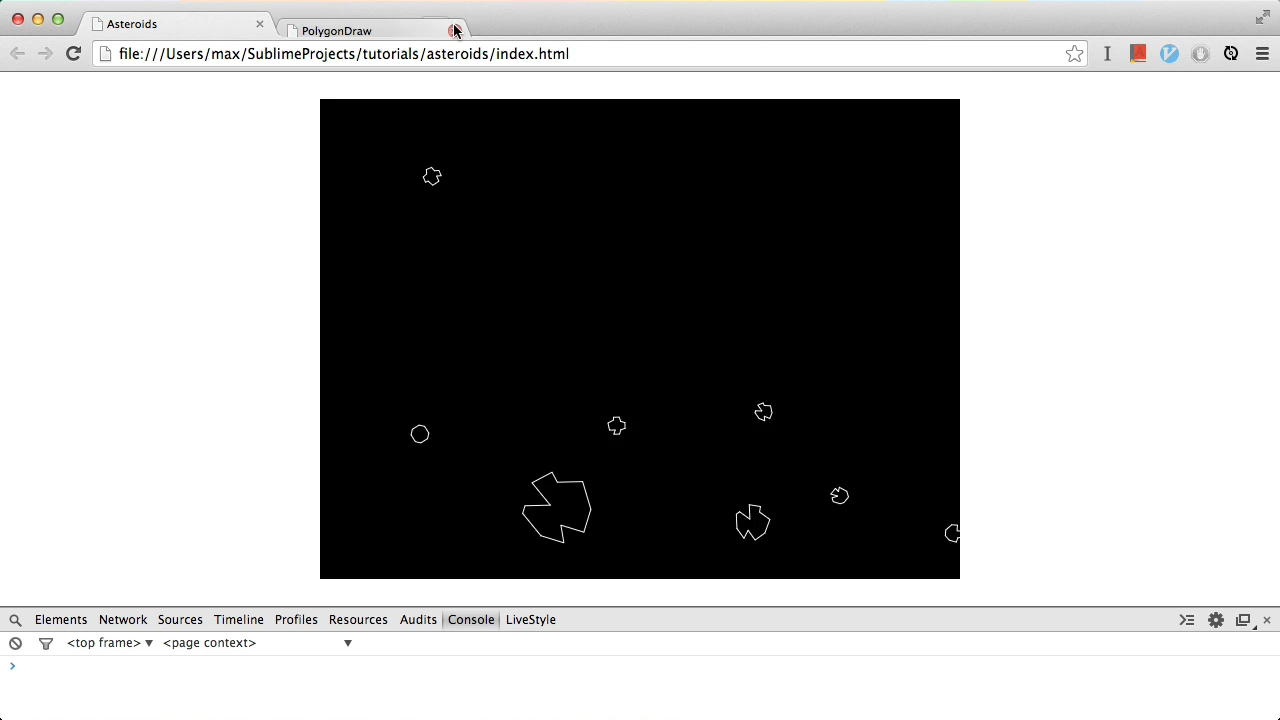 Asteroids
PolygonDraw
file:///Users/max/SublimeProjects/tutorials/asteroids/index.html
Elements Network Sources Timeline Profiles Resources Audits Console LiveStyle
<top frame> <page context>